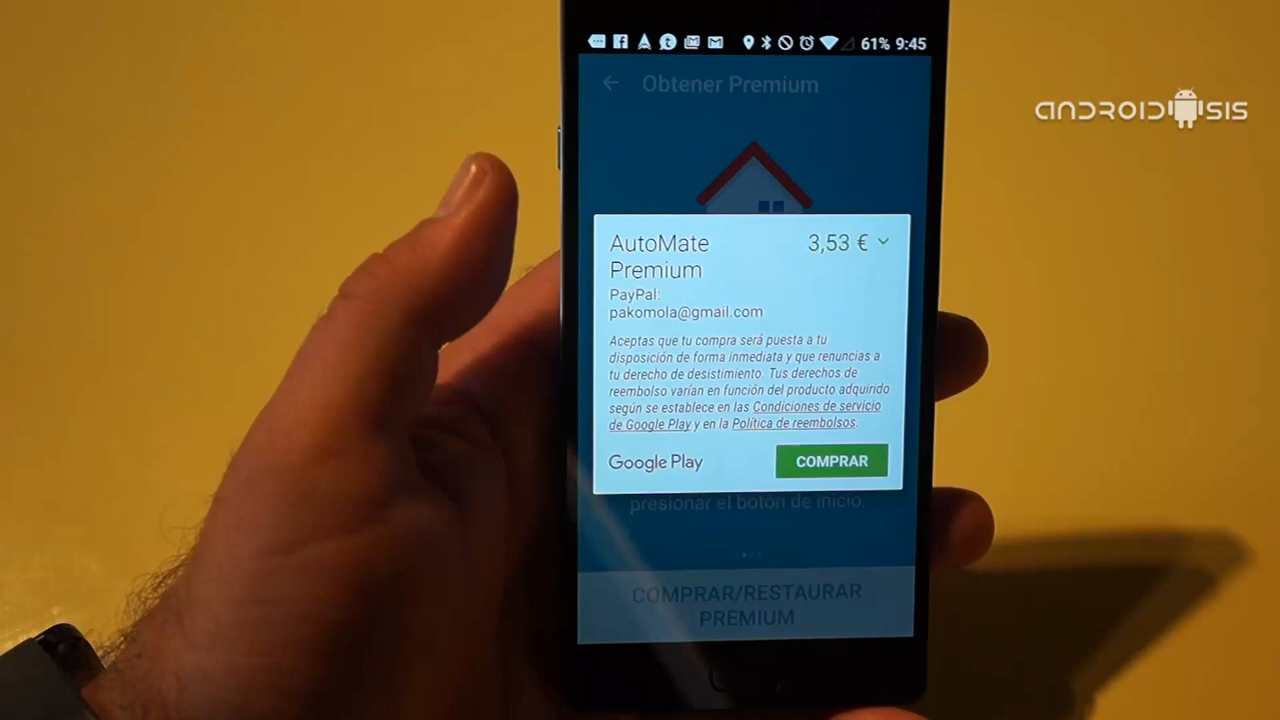 61% 9:45
Obtener Premium
ANDROIDSIS
AutoMate 3,53 €
Premium
PayPal:
pakomola@gmail.com
Aceptas que tu compra será puesta a tu
disposición de forma inmediata y que renuncias a
tu derecho de desistimiento. Tus derechos de
reembolso varían en función del producto adquirido
según se establece en las Condiciones de servicio
de Google Play y en la Política de reembolsos.
Google Play COMPRAR
presionar el botón de inicio.
COMPRAR/RESTAURAR
PREMIUM